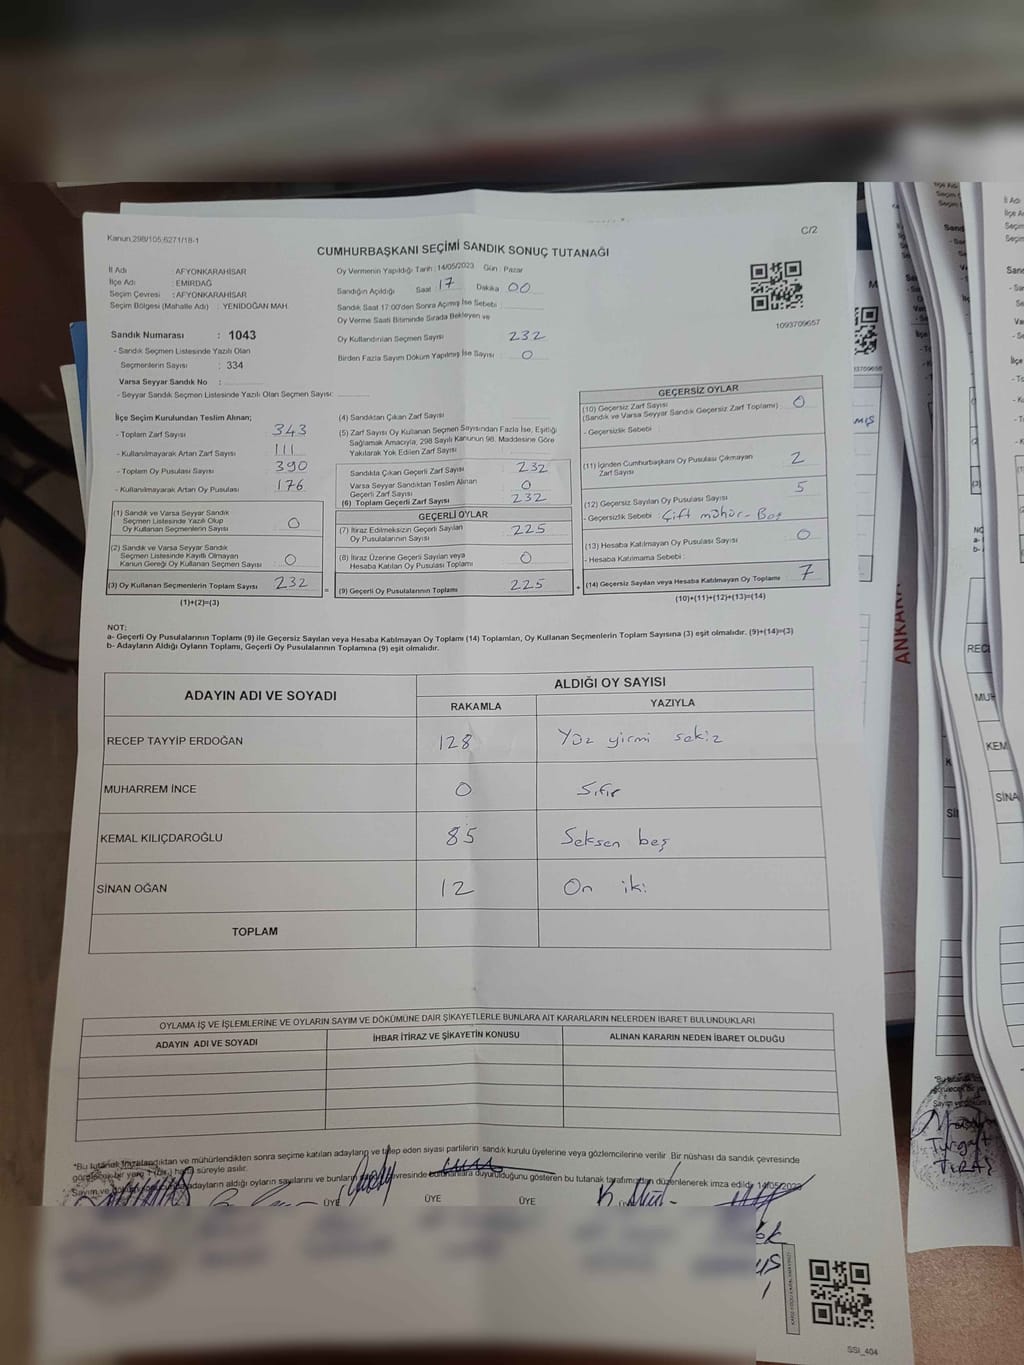 Kanun,298/105,6271/18-1
C/2
CUMHURBAŞKANI SEÇİMİ SANDIK SONUÇ TUTANAĞI
İl Adı AFYONKARAHİSAR
İlçe Adı : EMİRDAĞ
Seçim Çevresi : AFYONKARAHİSAR
Seçim Bölgesi (Mahalle Adı) : YENİDOĞAN MAH.
Oy Vermenin Yapıldığı Tarih : 14/05/2023 Gün : Pazar
Sandığın Açıldığı Saat 17 Dakika 00
Sandık Saat 17:00'den Sonra Açımış İse Sebebi
Oy Verme Saati Bitiminde Sırada Bekleyen ve
Oy Kullandırılan Seçmen Sayısı 232
Birden Fazla Sayım Döküm Yapılmış İse Sayısı : 0
1093709657
Sandık Numarası : 1043
- Sandık Seçmen Listesinde Yazılı Olan
Seçmenlerin Sayısı : 334
Varsa Seyyar Sandık No :
- Seyyar Sandık Seçmen Listesinde Yazılı Olan Seçmen Sayısı:
İlçe Seçim Kurulundan Teslim Alınan;
- Toplam Zarf Sayısı 343
- Kullanılmayarak Artan Zarf Sayısı 111
- Toplam Oy Pusulası Sayısı 390
- Kullanılmayarak Artan Oy Pusulası 176
(1) Sandık ve Varsa Seyyar Sandık
Seçmen Listesinde Yazılı Olup
Oy Kullanan Seçmenlerin Sayısı 0
(2) Sandık ve Varsa Seyyar Sandık
Seçmen Listesinde Kayıtlı Olmayan
Kanun Gereği Oy Kullanan Seçmen Sayısı 0
(3) Oy Kullanan Seçmenlerin Toplam Sayısı 232
(1)+(2)=(3)
(4) Sandıktan Çıkan Zarf Sayısı
(5) Zarf Sayısı Oy Kullanan Seçmen Sayısından Fazla İse, Eşitliği
Sağlamak Amacıyla, 298 Sayılı Kanunun 98. Maddesine Göre
Yakılarak Yok Edilen Zarf Sayısı
Sandıkta Çıkan Geçerli Zarf Sayısı 232
Varsa Seyyar Sandıktan Teslim Alınan
Geçerli Zarf Sayısı 0
(6) Toplam Geçerli Zarf Sayısı 232
GEÇERLİ OYLAR
(7) İtiraz Edilmeksizin Geçerli Sayılan
Oy Pusulalarının Sayısı 225
(8) İtiraz Üzerine Geçerli Sayılan veya
Hesaba Katılan Oy Pusulası Toplamı 0
= (9) Geçerli Oy Pusulalarının Toplamı 225
GEÇERSİZ OYLAR
(10) Geçersiz Zarf Sayısı
(Sandık ve Varsa Seyyar Sandık Geçersiz Zarf Toplamı) 0
- Geçersizlik Sebebi
(11) İçinden Cumhurbaşkanı Oy Pusulası Çıkmayan
Zarf Sayısı 2
(12) Geçersiz Sayılan Oy Pusulası Sayısı 5
- Geçersizlik Sebebi : Çift mühür - Boş
(13) Hesaba Katılmayan Oy Pusulası Sayısı 0
- Hesaba Katılmama Sebebi :
+ (14) Geçersiz Sayılan veya Hesaba Katılmayan Oy Toplamı 7
(10)+(11)+(12)+(13)=(14)
NOT:
a- Geçerli Oy Pusulalarının Toplamı (9) ile Geçersiz Sayılan veya Hesaba Katılmayan Oy Toplamı (14) Toplamları, Oy Kullanan Seçmenlerin Toplam Sayısına (3) eşit olmalıdır. (9)+(14)=(3)
b- Adayların Aldığı Oyların Toplamı, Geçerli Oy Pusulalarının Toplamına (9) eşit olmalıdır.
ADAYIN ADI VE SOYADI
ALDIĞI OY SAYISI
RAKAMLA YAZIYLA
RECEP TAYYİP ERDOĞAN 128 Yüz yirmi sekiz
MUHARREM İNCE 0 Sıfır
KEMAL KILIÇDAROĞLU 85 Seksen beş
SİNAN OĞAN 12 On iki
TOPLAM
OYLAMA İŞ VE İŞLEMLERİNE VE OYLARIN SAYIM VE DÖKÜMÜNE DAİR ŞİKAYETLERLE BUNLARA AİT KARARLARIN NELERDEN İBARET BULUNDUKLARI
ADAYIN ADI VE SOYADI İHBAR İTİRAZ VE ŞİKAYETİN KONUSU ALINAN KARARIN NEDEN İBARET OLDUĞU
*Bu tutanak imzalandıktan ve mühürlendikten sonra seçime katılan adayların ve talep eden siyasi partilerin sandık kurulu üyelerine veya gözlemcilerine verilir. Bir nüshası da sandık çevresinde
görülecek bir yere 1 (bir) hafta süreyle asılır.
adayların aldığı oyların sayılarını ve bunların duyurulduğunu gösteren bu tutanak tarafımızdan düzenlenerek imza edildi. 14/05/2023
ÜYE ÜYE ÜYE
SSI_404
ANKARA
Turgut